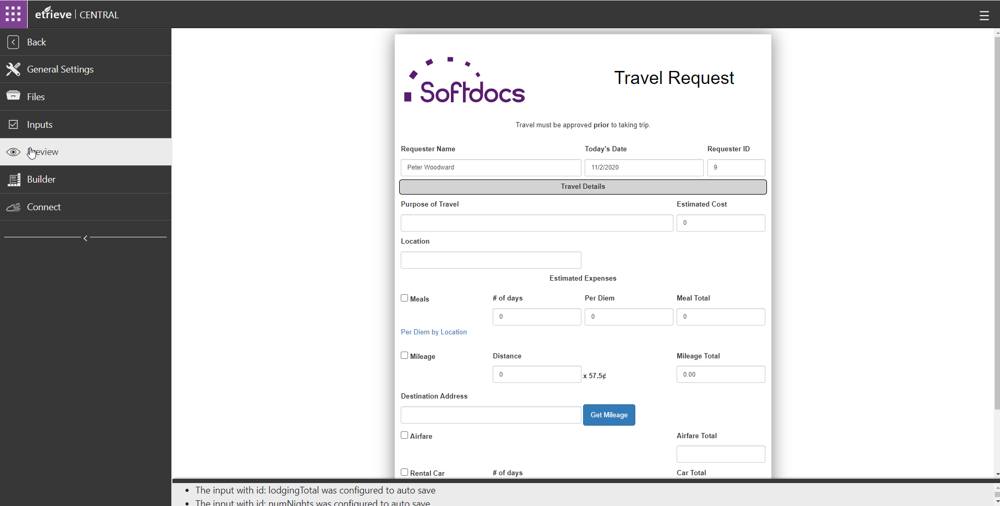 etrieve | CENTRAL
Back
General Settings
Files
Inputs
eview
Builder
Connect
Softdocs
Travel Request
Travel must be approved prior to taking trip.
Requester Name Today's Date Requester ID
Peter Woodward 11/2/2020 9
Travel Details
Purpose of Travel Estimated Cost
0
Location
Estimated Expenses
Meals # of days Per Diem Meal Total
0 0 0
Per Diem by Location
Mileage Distance Mileage Total
0 x 57.5¢ 0.00
Destination Address
Get Mileage
Airfare Airfare Total
Rental Car # of days Car Total
• The input with id: lodgingTotal was configured to auto save
• The input with id: numNights was configured to auto save